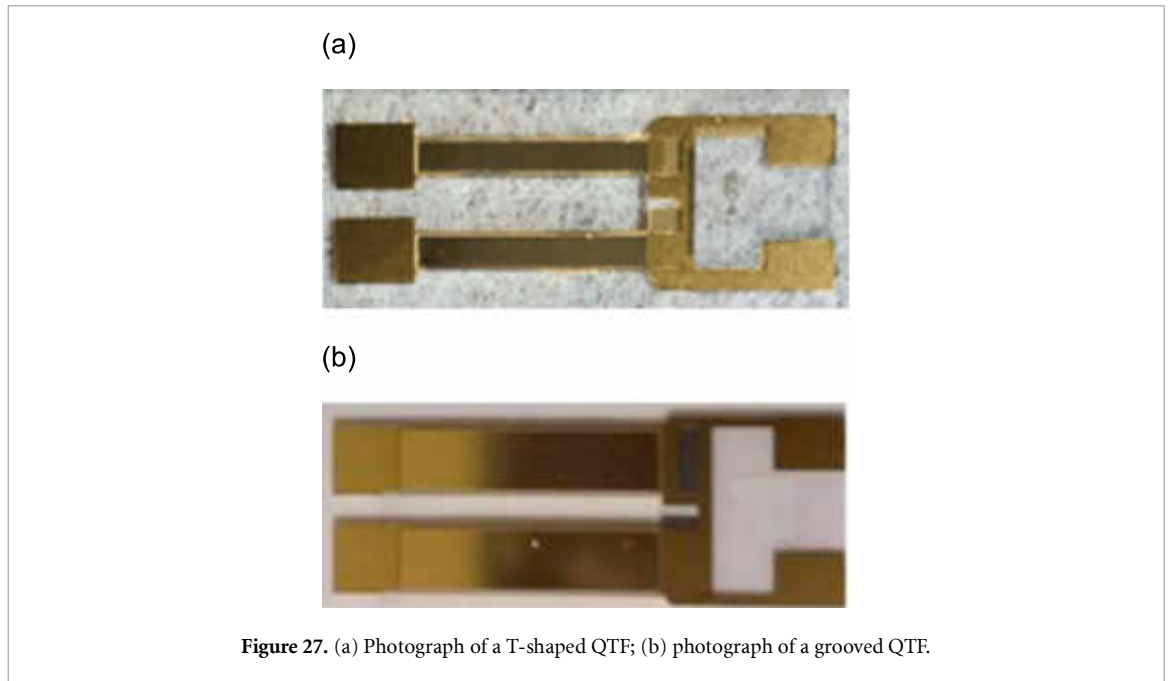 (a)
(b)
Figure 27. (a) Photograph of a T-shaped QTF; (b) photograph of a grooved QTF.